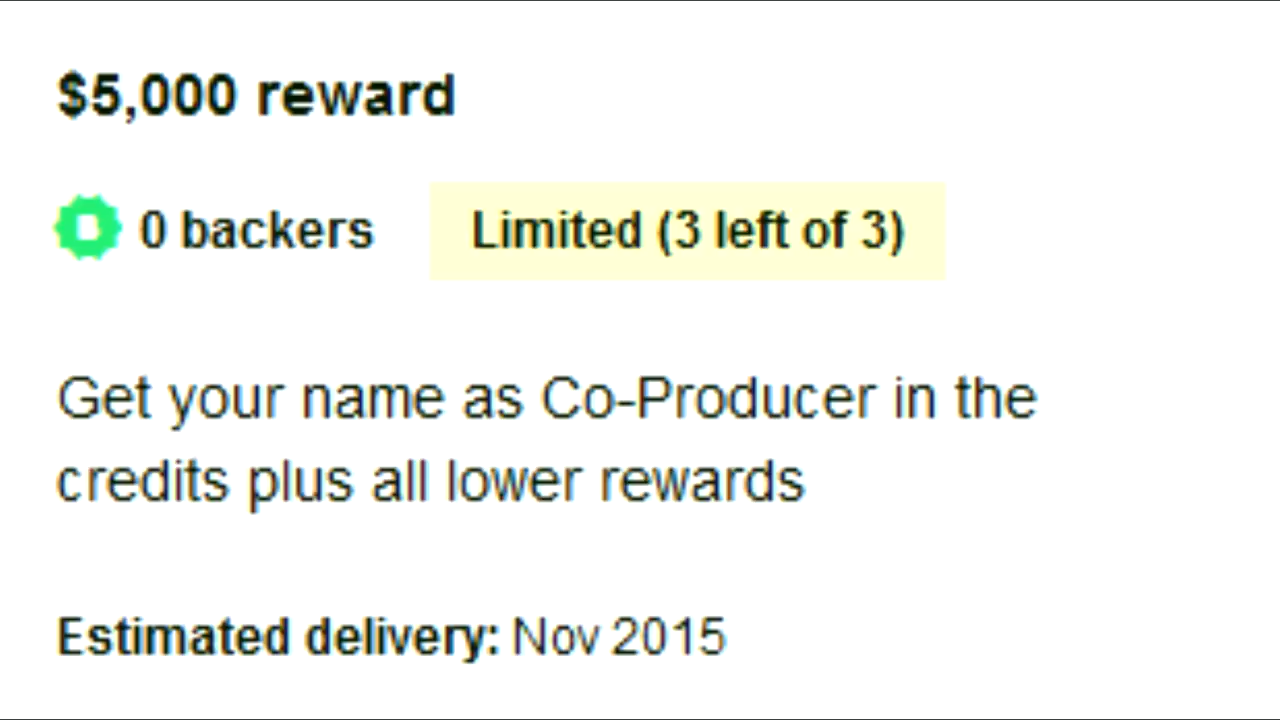 $5,000 reward
0 backers Limited (3 left of 3)
Get your name as Co-Producer in the
credits plus all lower rewards
Estimated delivery: Nov 2015